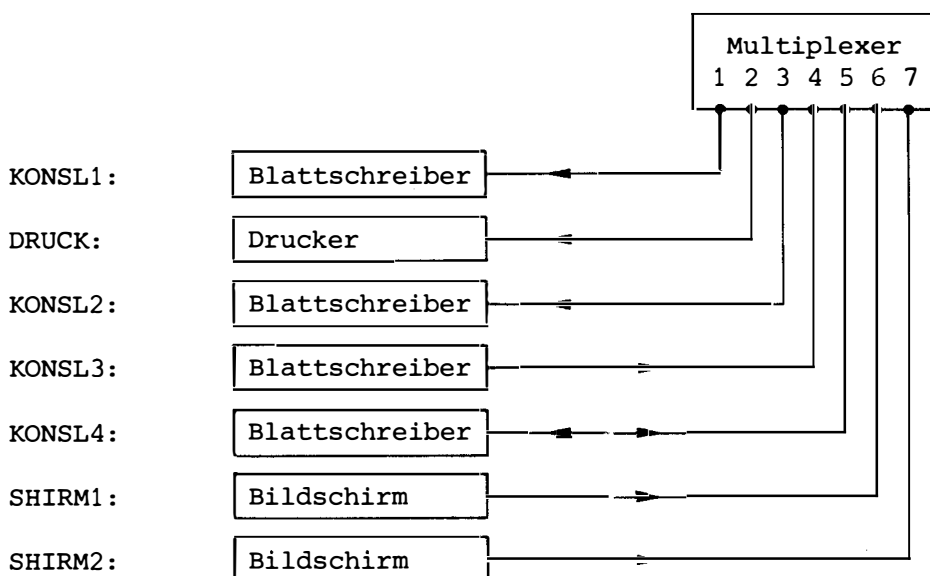 Multiplexer
1 2 3 4 5 6 7
KONSL1: Blattschreiber
DRUCK: Drucker
KONSL2: Blattschreiber
KONSL3: Blattschreiber
KONSL4: Blattschreiber
SHIRM1: Bildschirm
SHIRM2: Bildschirm